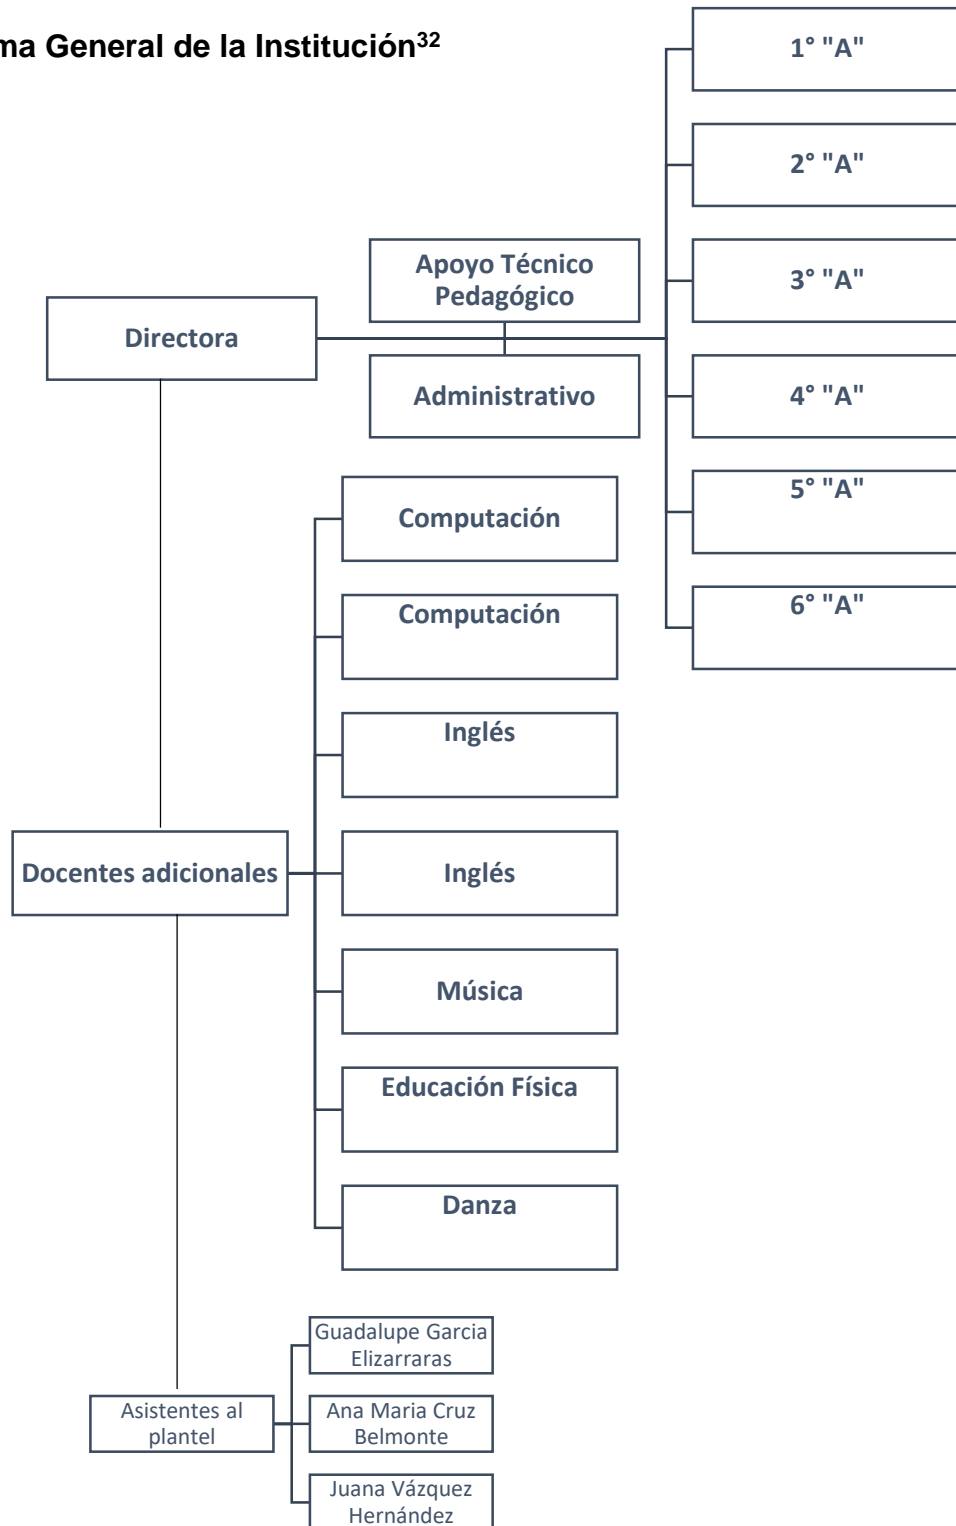 ma General de la Institución³²
1° "A"
2° "A"
Apoyo Técnico
Pedagógico
3° "A"
Directora
Administrativo
4° "A"
5° "A"
Computación
6° "A"
Computación
Inglés
Docentes adicionales
Inglés
Música
Educación Física
Danza
Guadalupe Garcia
Elizarraras
Asistentes al
plantel
Ana Maria Cruz
Belmonte
Juana Vázquez
Hernández